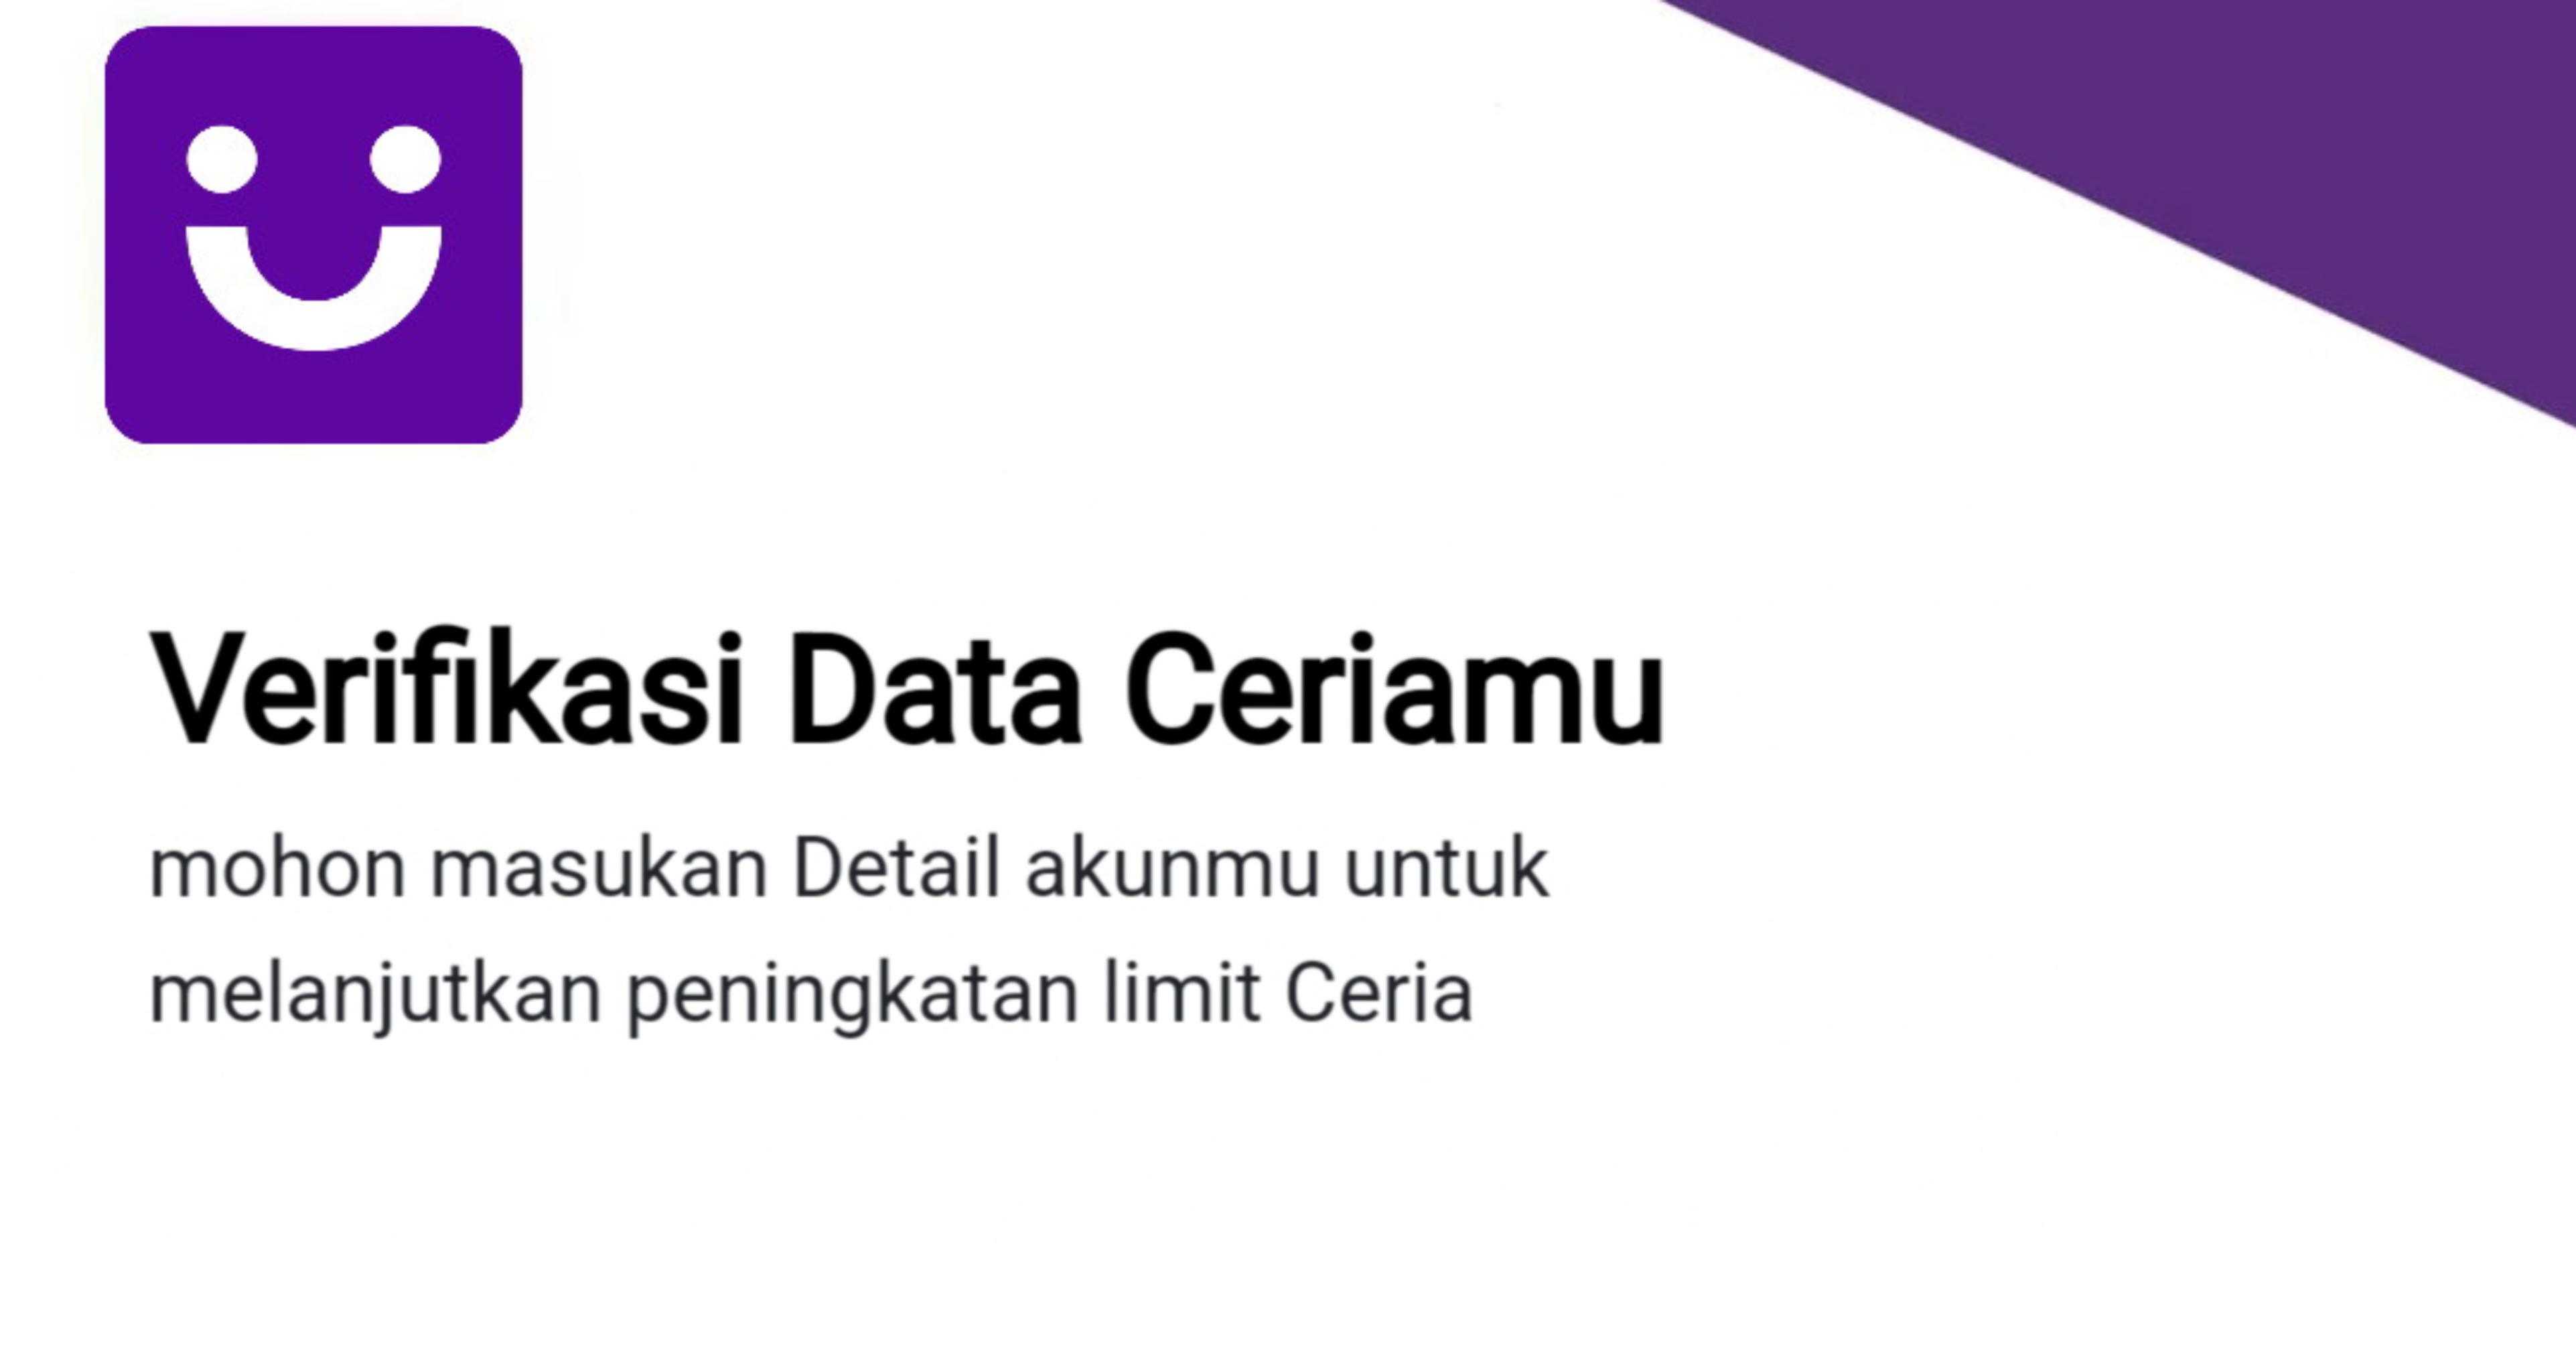 Verifikasi Data Ceriamu
mohon masukan Detail akunmu untuk
melanjutkan peningkatan limit Ceria